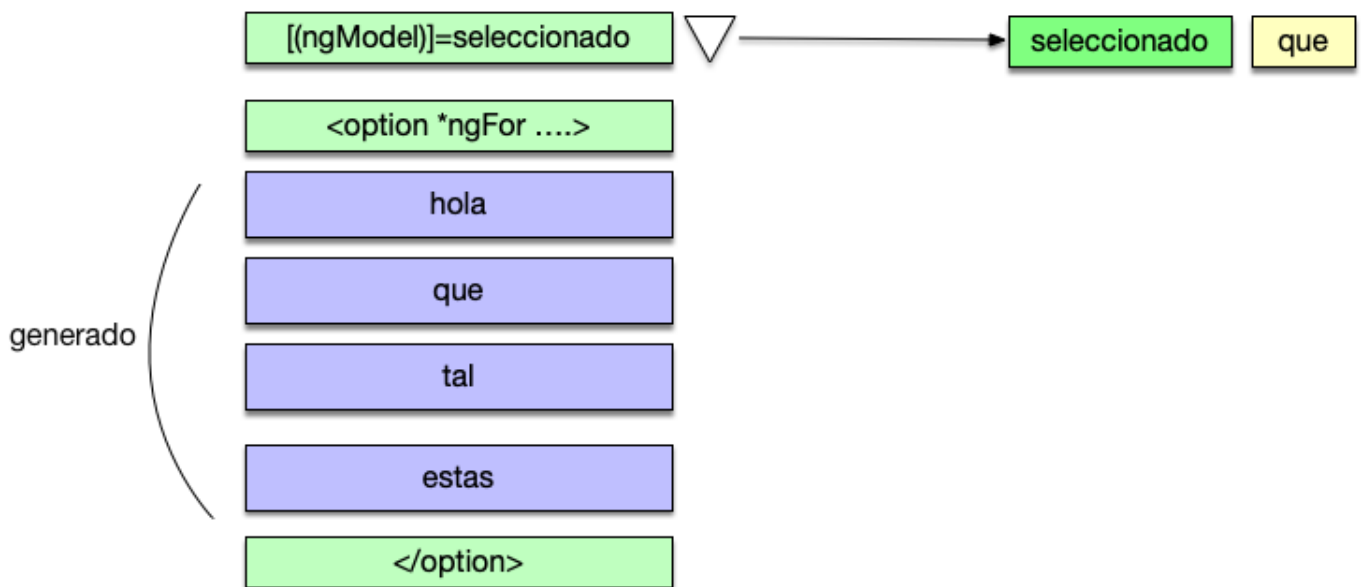 [(ngModel)]=seleccionado
seleccionado
que
<option *ngFor ....>
hola
que
generado
tal
estas
</option>